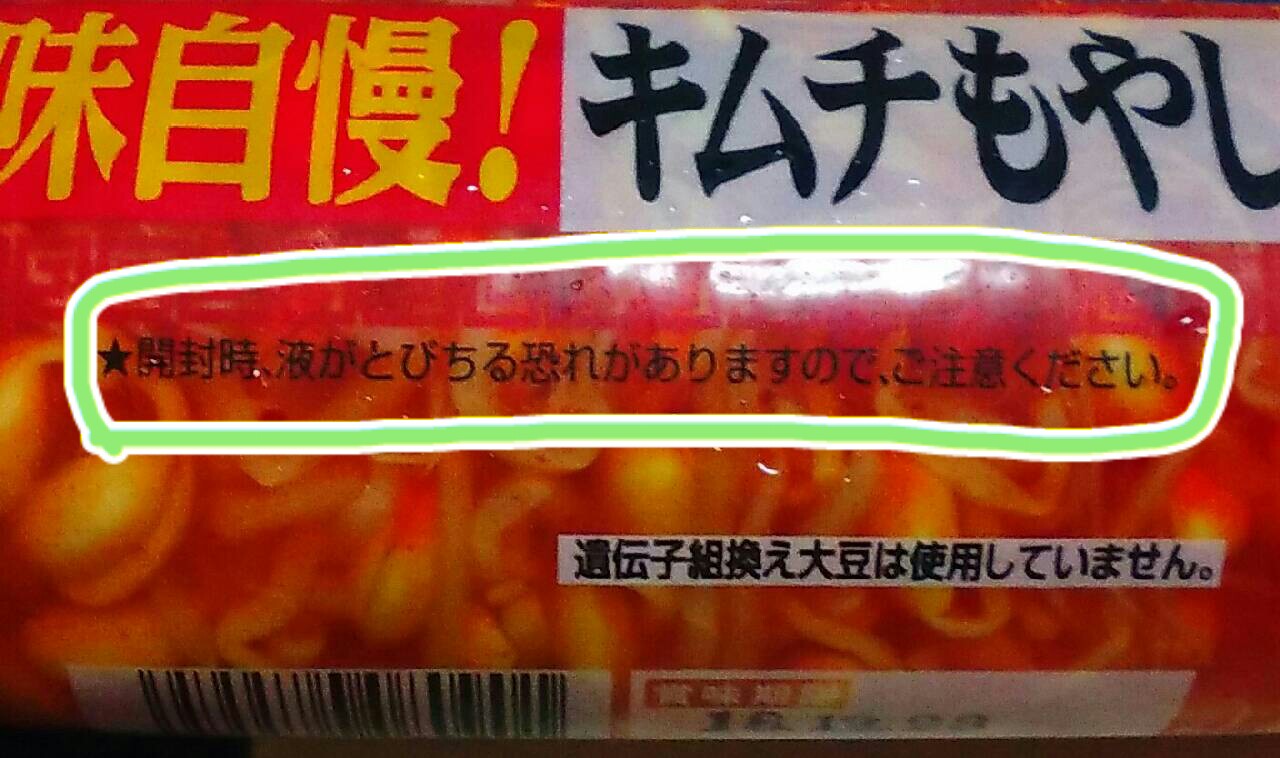 味自慢!
キムチもやし
★開封時、液がとびちる恐れがありますので、ご注意ください。
遺伝子組換え大豆は使用していません。
賞味期限